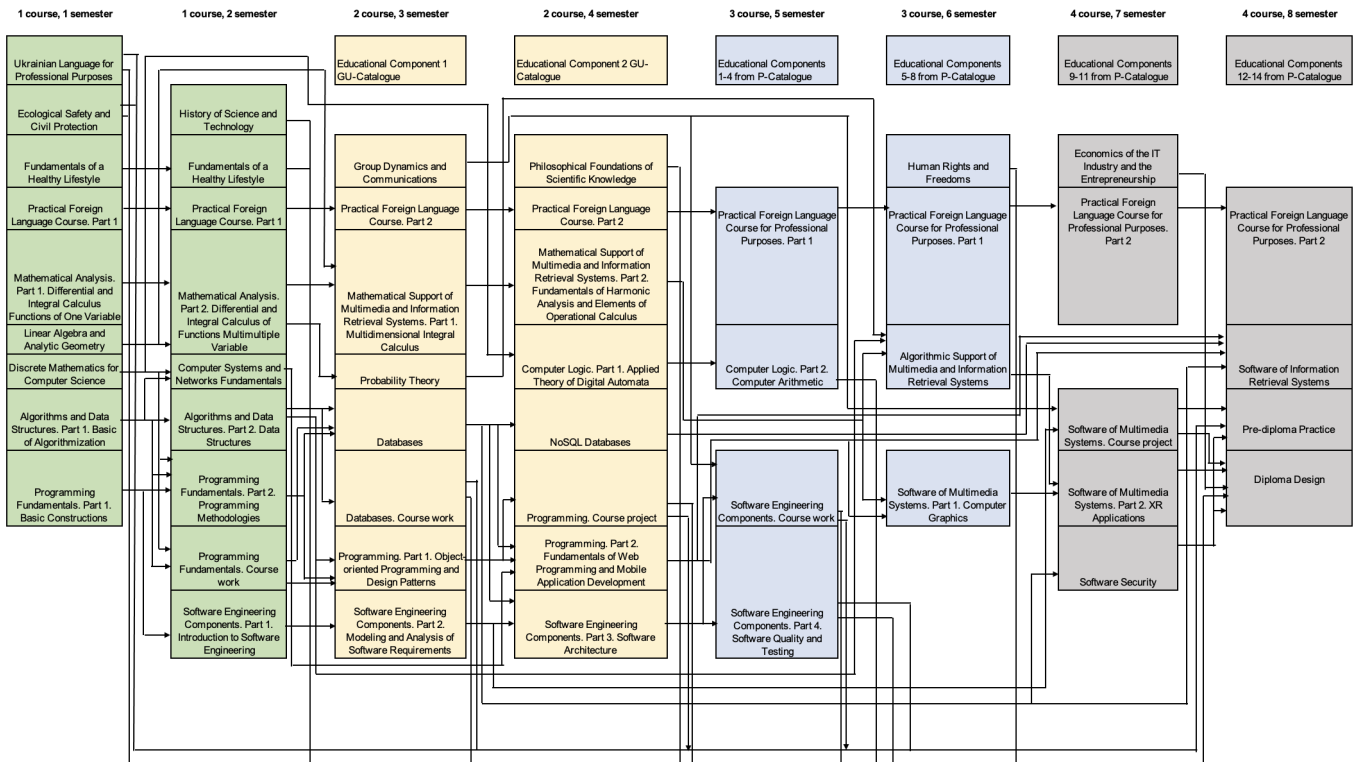 1 course, 1 semester
1 course, 2 semester
2 course, 3 semester
2 course, 4 semester
3 course, 5 semester
3 course, 6 semester
4 course, 7 semester
4 course, 8 semester
Ukrainian Language for
Professional Purposes
Ecological Safety and
Civil Protection
Fundamentals of a
Healthy Lifestyle
Practical Foreign
Language Course. Part 1
Mathematical Analysis.
Part 1. Differential and
Integral Calculus
Functions of One Variable
Linear Algebra and
Analytic Geometry
Discrete Mathematics for
Computer Science
Algorithms and Data
Structures. Part 1. Basic
of Algorithmization
Programming
Fundamentals. Part 1.
Basic Constructions
History of Science and
Technology
Fundamentals of a
Healthy Lifestyle
Practical Foreign
Language Course. Part 1
Mathematical Analysis.
Part 2. Differential and
Integral Calculus of
Functions Multimultiple
Variable
Computer Systems and
Networks Fundamentals
Algorithms and Data
Structures. Part 2. Data
Structures
Programming
Fundamentals. Part 2.
Programming
Methodologies
Programming
Fundamentals. Course
work
Software Engineering
Components. Part 1.
Introduction to Software
Engineering
Educational Component 1
GU-Catalogue
Group Dynamics and
Communications
Practical Foreign Language
Course. Part 2
Mathematical Support of
Multimedia and Information
Retrieval Systems. Part 1.
Multidimensional Integral
Calculus
Probability Theory
Databases
Databases. Course work
Programming. Part 1. Object-
oriented Programming and
Design Patterns
Software Engineering
Components. Part 2.
Modeling and Analysis of
Software Requirements
Educational Component 2 GU-
Catalogue
Philosophical Foundations of
Scientific Knowledge
Practical Foreign Language
Course. Part 2
Mathematical Support of
Multimedia and Information
Retrieval Systems. Part 2.
Fundamentals of Harmonic
Analysis and Elements of
Operational Calculus
Computer Logic. Part 1. Applied
Theory of Digital Automata
NoSQL Databases
Programming. Course project
Programming. Part 2.
Fundamentals of Web
Programming and Mobile
Application Development
Software Engineering
Components. Part 3. Software
Architecture
Educational Components
1-4 from P-Catalogue
Practical Foreign Language
Course for Professional
Purposes. Part 1
Computer Logic. Part 2.
Computer Arithmetic
Software Engineering
Components. Course work
Software Engineering
Components. Part 4.
Software Quality and
Testing
Educational Components
5-8 from P-Catalogue
Human Rights and
Freedoms
Practical Foreign Language
Course for Professional
Purposes. Part 1
Algorithmic Support of
Multimedia and Information
Retrieval Systems
Software of Multimedia
Systems. Part 1. Computer
Graphics
Educational Components
9-11 from P-Catalogue
Economics of the IT
Industry and the
Entrepreneurship
Practical Foreign
Language Course for
Professional Purposes.
Part 2
Software of Multimedia
Systems. Course project
Software of Multimedia
Systems. Part 2. XR
Applications
Software Security
Educational Components
12-14 from P-Catalogue
Practical Foreign Language
Course for Professional
Purposes. Part 2
Software of Information
Retrieval Systems
Pre-diploma Practice
Diploma Design